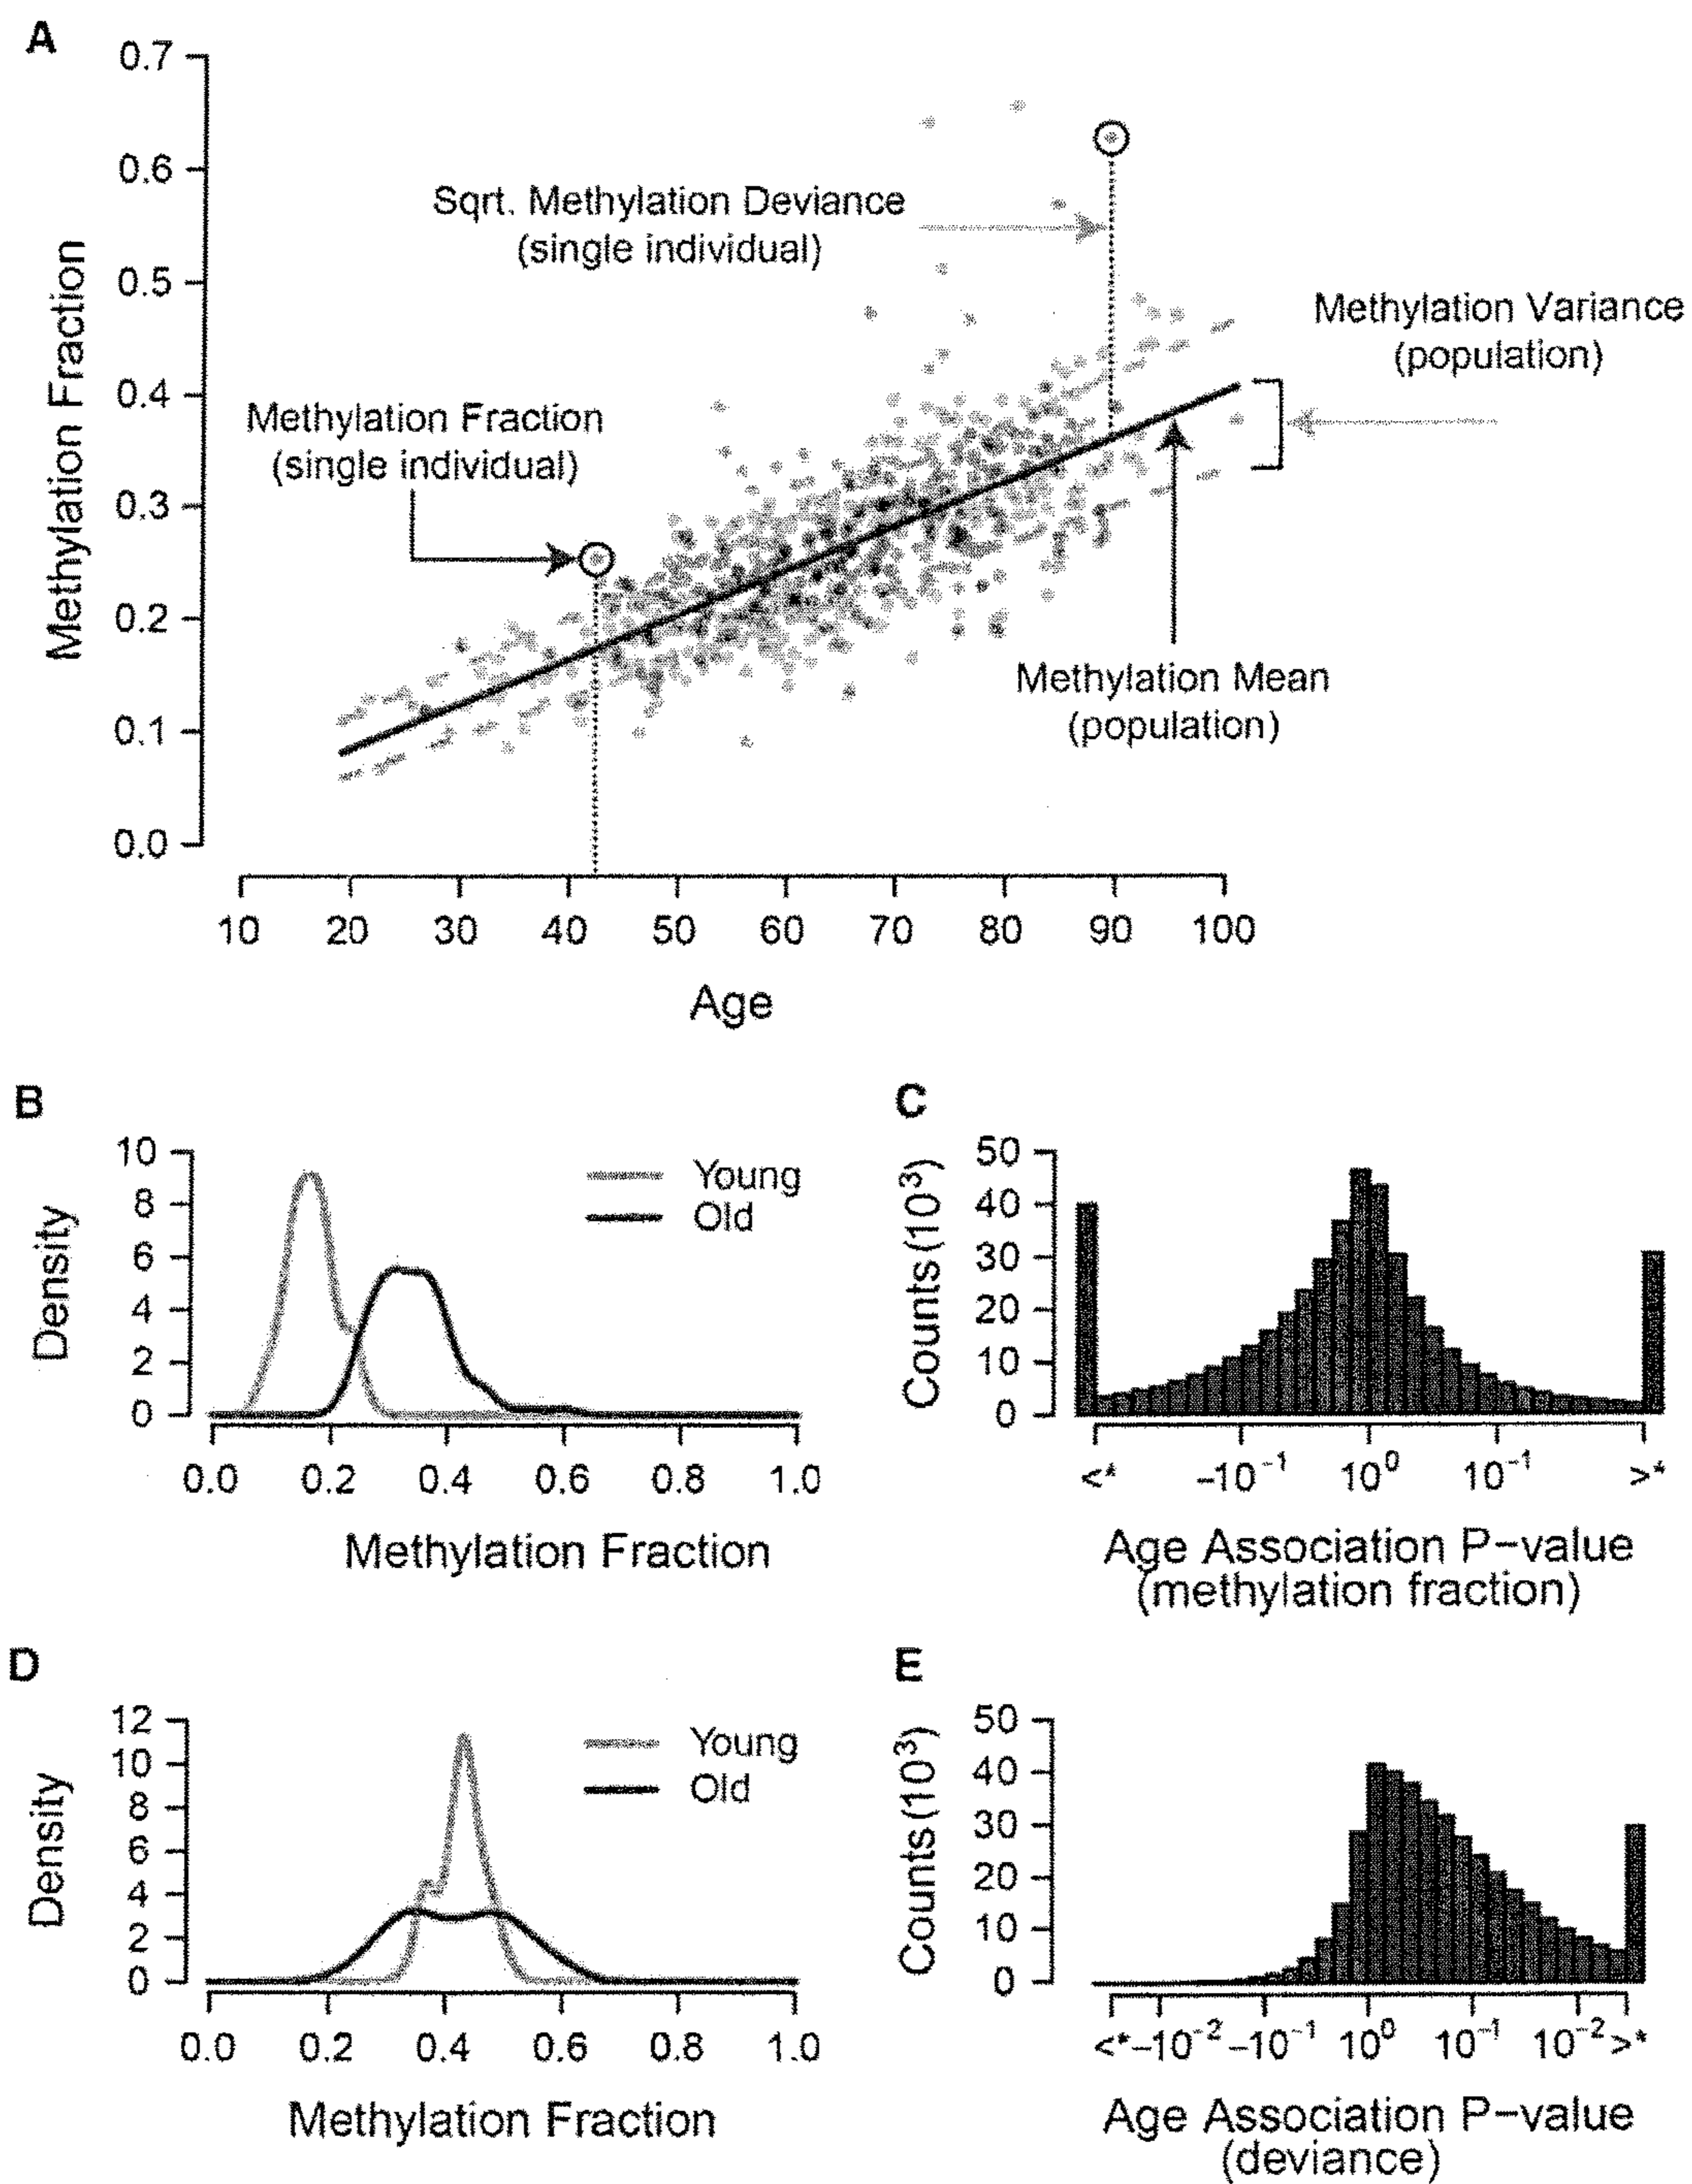 A
0.7
0.6
0.5
0.4
0.3
0.2
0.1
0.0
Methylation Fraction
Sqrt. Methylation Deviance
(single individual)
Methylation Variance
(population)
Methylation Fraction
(single individual)
Methylation Mean
(population)
10 20 30 40 50 60 70 80 90 100
Age
B
10
8
6
4
2
0
Density
Young
Old
0.0 0.2 0.4 0.6 0.8 1.0
Methylation Fraction
C
50
40
30
20
10
0
Counts (10³)
<* −10⁻¹ 10⁰ 10⁻¹ >*
Age Association P−value
(methylation fraction)
D
12
10
8
6
4
2
0
Density
Young
Old
0.0 0.2 0.4 0.6 0.8 1.0
Methylation Fraction
E
50
40
30
20
10
0
Counts (10³)
<* −10⁻² −10⁻¹ 10⁰ 10⁻¹ 10⁻² >*
Age Association P−value
(deviance)